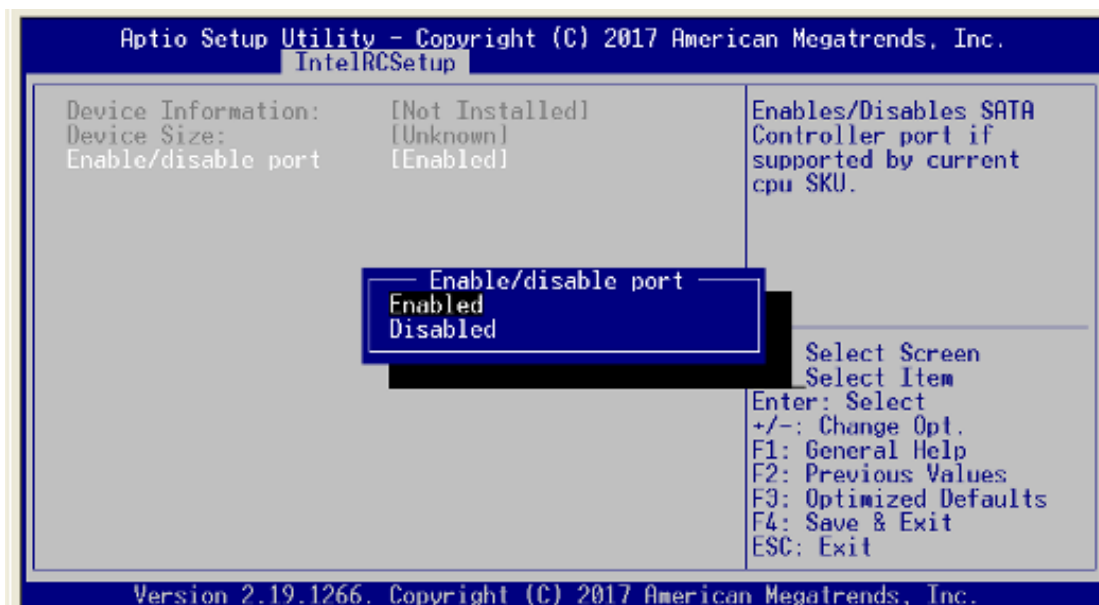 Aptio Setup Utility - Copyright (C) 2017 American Megatrends, Inc.
IntelRCSetup
Device Information: [Not Installed]
Device Size: [Unknown]
Enable/disable port [Enabled]
Enables/Disables SATA
Controller port if
supported by current
cpu SKU.
Enable/disable port
Enabled
Disabled
Select Screen
Select Item
Enter: Select
+/-: Change Opt.
F1: General Help
F2: Previous Values
F3: Optimized Defaults
F4: Save & Exit
ESC: Exit
Version 2.19.1266. Copyright (C) 2017 American Megatrends, Inc.